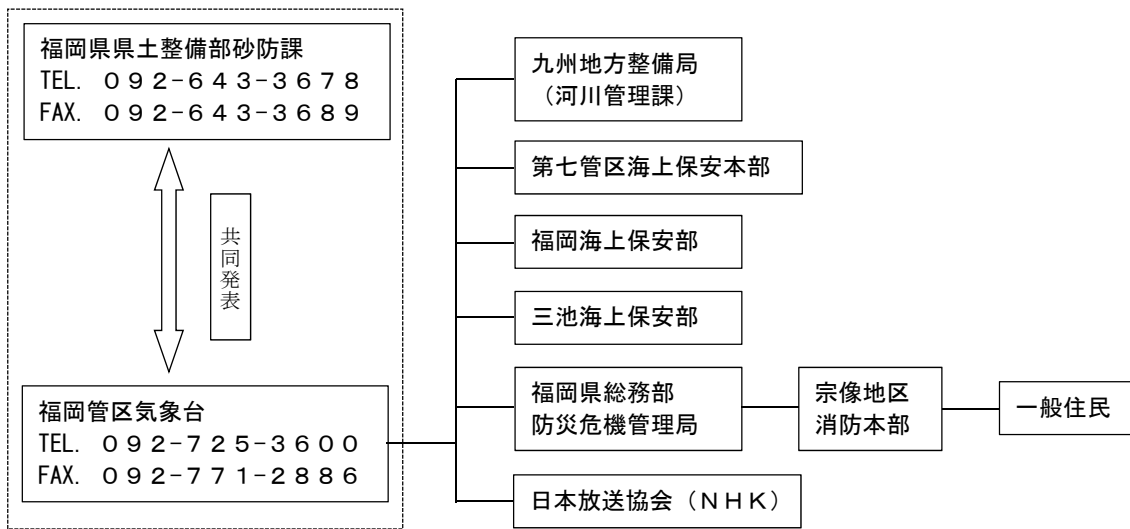 福岡県県土整備部砂防課
TEL. ０９２-６４３-３６７８
FAX. ０９２-６４３-３６８９
共同発表
福岡管区気象台
TEL. ０９２-７２５-３６００
FAX. ０９２-７７１-２８８６
九州地方整備局
（河川管理課）
第七管区海上保安本部
福岡海上保安部
三池海上保安部
福岡県総務部
防災危機管理局
宗像地区
消防本部
一般住民
日本放送協会（ＮＨＫ）